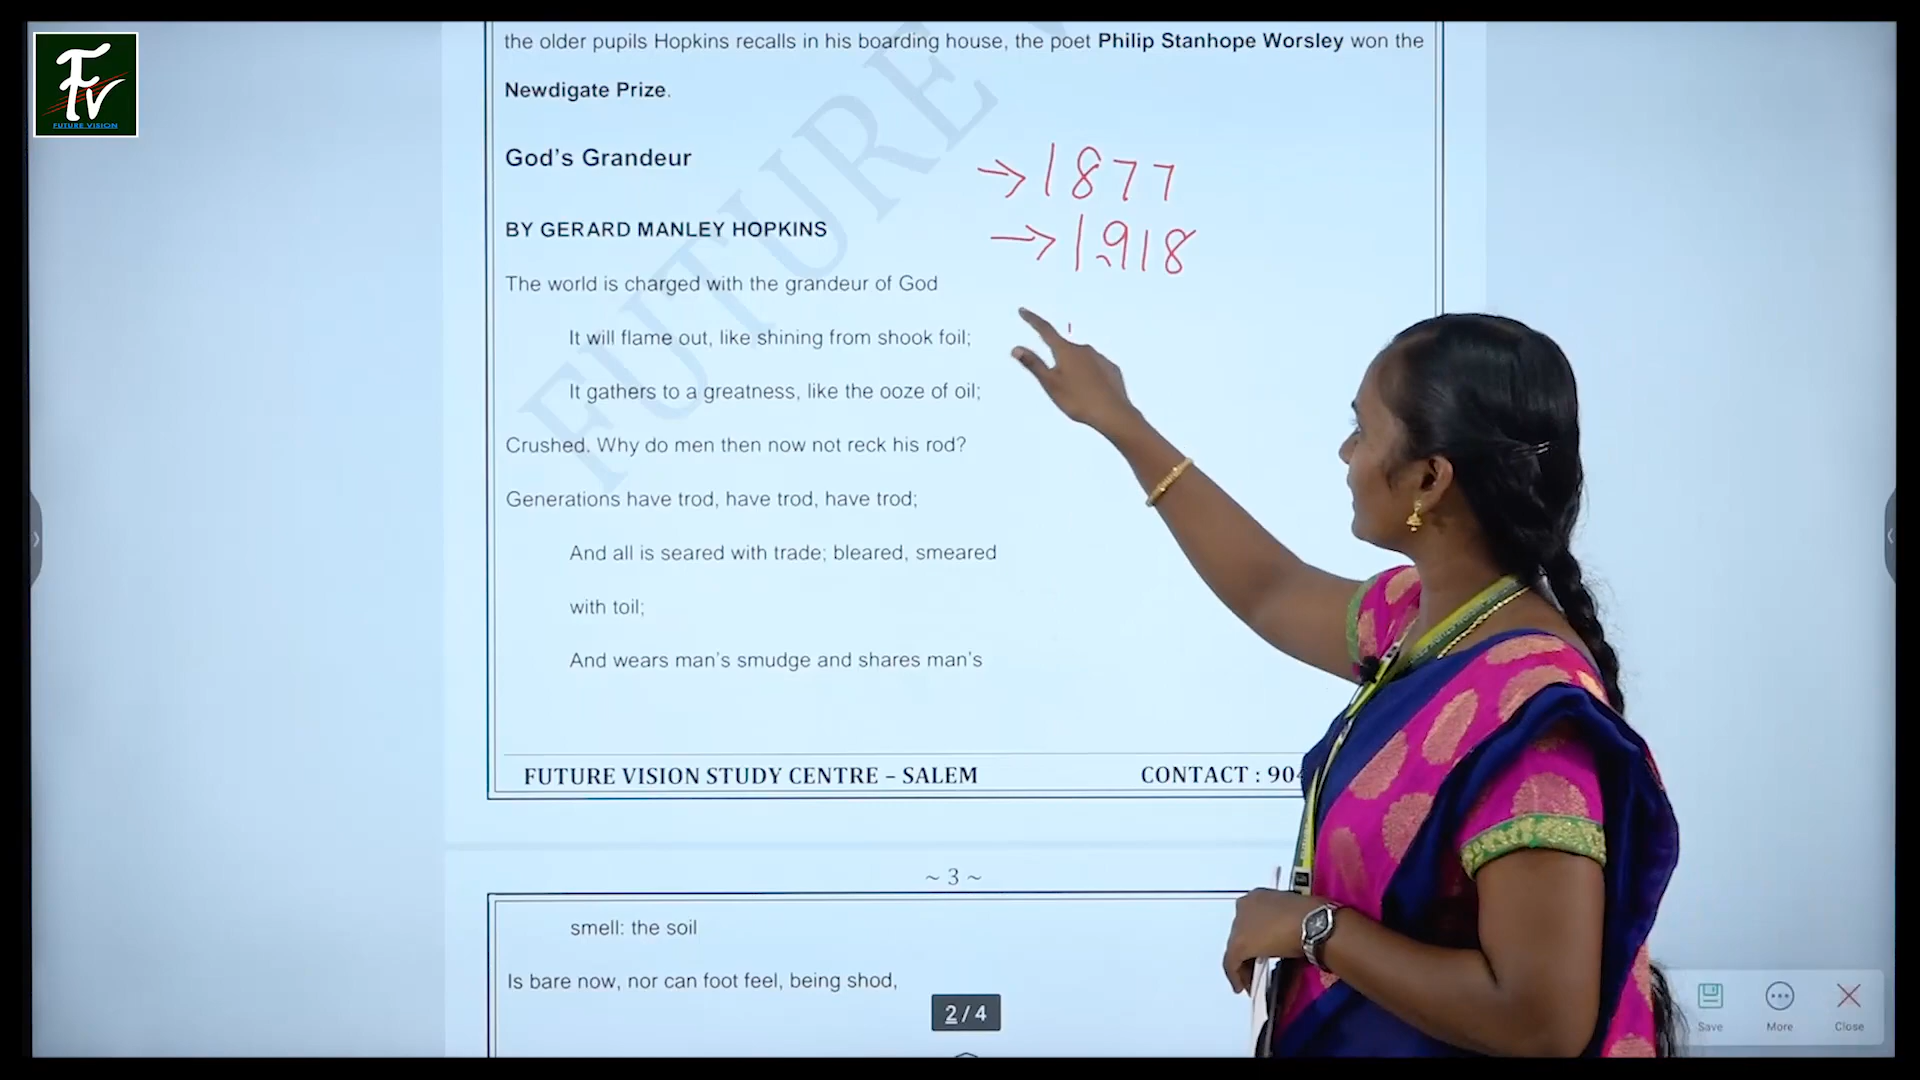 FV
FUTURE VISION
the older pupils Hopkins recalls in his boarding house, the poet Philip Stanhope Worsley won the
Newdigate Prize.
God's Grandeur
→1877
BY GERARD MANLEY HOPKINS
→1918
The world is charged with the grandeur of God
It will flame out, like shining from shook foil;
It gathers to a greatness, like the ooze of oil;
Crushed. Why do men then now not reck his rod?
Generations have trod, have trod, have trod;
And all is seared with trade; bleared, smeared
with toil;
And wears man's smudge and shares man's
FUTURE VISION STUDY CENTRE – SALEM CONTACT : 904
~ 3 ~
smell: the soil
Is bare now, nor can foot feel, being shod,
2 / 4
Save More Close
FUTURE V